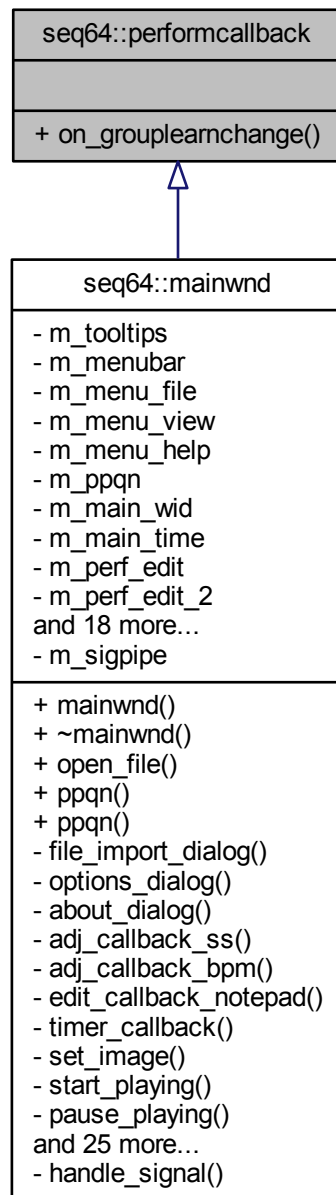 seq64::performcallback
+ on_grouplearnchange()
seq64::mainwnd
- m_tooltips
- m_menubar
- m_menu_file
- m_menu_view
- m_menu_help
- m_ppqn
- m_main_wid
- m_main_time
- m_perf_edit
- m_perf_edit_2
and 18 more...
- m_sigpipe
+ mainwnd()
+ ~mainwnd()
+ open_file()
+ ppqn()
+ ppqn()
- file_import_dialog()
- options_dialog()
- about_dialog()
- adj_callback_ss()
- adj_callback_bpm()
- edit_callback_notepad()
- timer_callback()
- set_image()
- start_playing()
- pause_playing()
and 25 more...
- handle_signal()